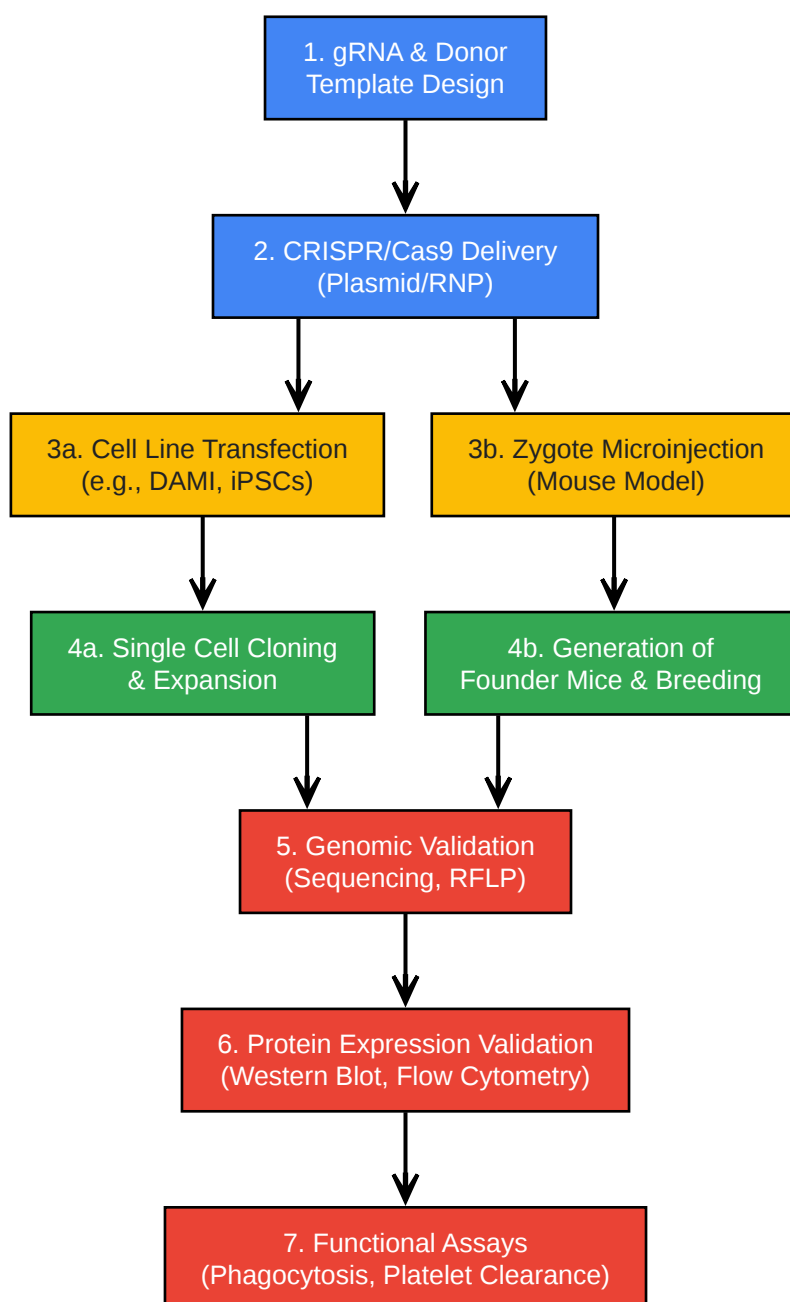 1. gRNA & Donor
Template Design
2. CRISPR/Cas9 Delivery
(Plasmid/RNP)
3a. Cell Line Transfection
(e.g., DAMI, iPSCs)
3b. Zygote Microinjection
(Mouse Model)
4a. Single Cell Cloning
& Expansion
4b. Generation of
Founder Mice & Breeding
5. Genomic Validation
(Sequencing, RFLP)
6. Protein Expression Validation
(Western Blot, Flow Cytometry)
7. Functional Assays
(Phagocytosis, Platelet Clearance)